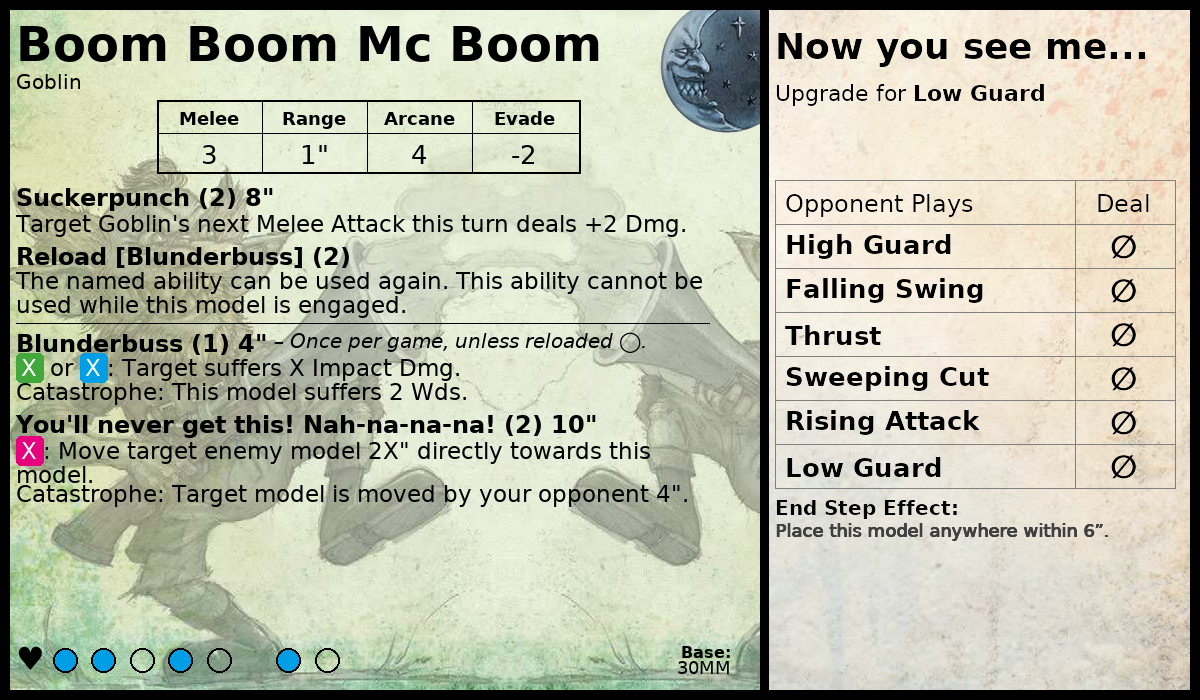 Boom Boom Mc Boom
Goblin
Melee Range Arcane Evade
3 1" 4 -2
Suckerpunch (2) 8"
Target Goblin's next Melee Attack this turn deals +2 Dmg.
Reload [Blunderbuss] (2)
The named ability can be used again. This ability cannot be
used while this model is engaged.
Blunderbuss (1) 4" – Once per game, unless reloaded ◯.
X or X: Target suffers X Impact Dmg.
Catastrophe: This model suffers 2 Wds.
You'll never get this! Nah-na-na-na! (2) 10"
X: Move target enemy model 2X" directly towards this
model.
Catastrophe: Target model is moved by your opponent 4".
Base:
30MM
Now you see me...
Upgrade for Low Guard
Opponent Plays Deal
High Guard ∅
Falling Swing ∅
Thrust ∅
Sweeping Cut ∅
Rising Attack ∅
Low Guard ∅
End Step Effect:
Place this model anywhere within 6”.